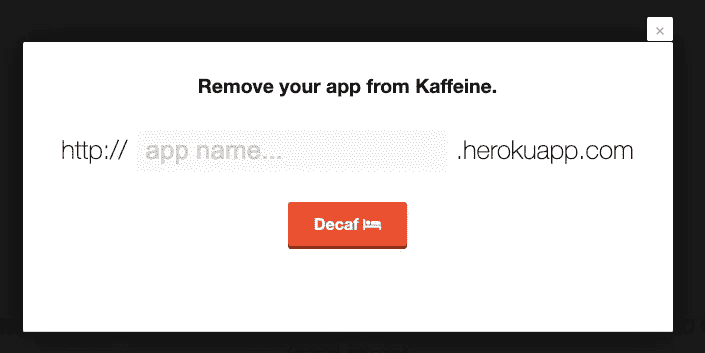 ×
Remove your app from Kaffeine.
http:// app name... .herokuapp.com
Decaf